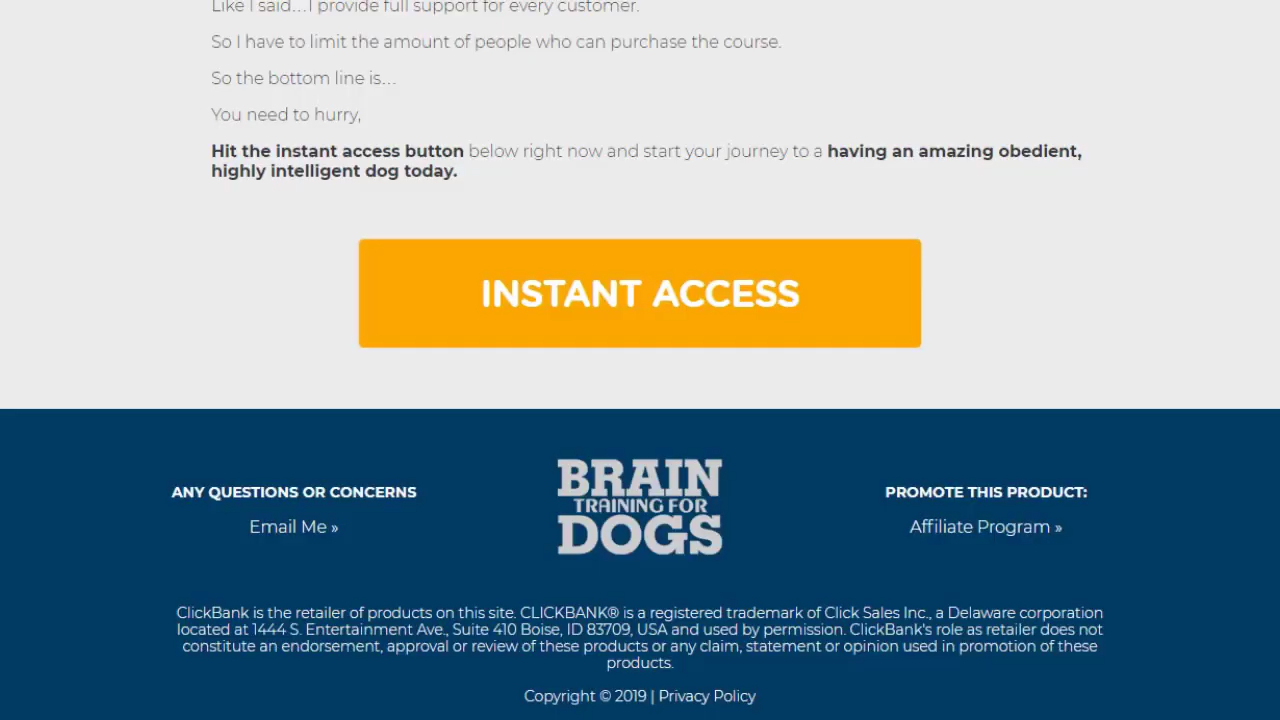 Like I said...I provide full support for every customer.
So I have to limit the amount of people who can purchase the course.
So the bottom line is...
You need to hurry,
Hit the instant access button below right now and start your journey to a having an amazing obedient,
highly intelligent dog today.
INSTANT ACCESS
ANY QUESTIONS OR CONCERNS
Email Me »
BRAIN
TRAINING FOR
DOGS
PROMOTE THIS PRODUCT:
Affiliate Program »
ClickBank is the retailer of products on this site. CLICKBANK® is a registered trademark of Click Sales Inc., a Delaware corporation
located at 1444 S. Entertainment Ave., Suite 410 Boise, ID 83709, USA and used by permission. ClickBank's role as retailer does not
constitute an endorsement, approval or review of these products or any claim, statement or opinion used in promotion of these
products.
Copyright © 2019 | Privacy Policy